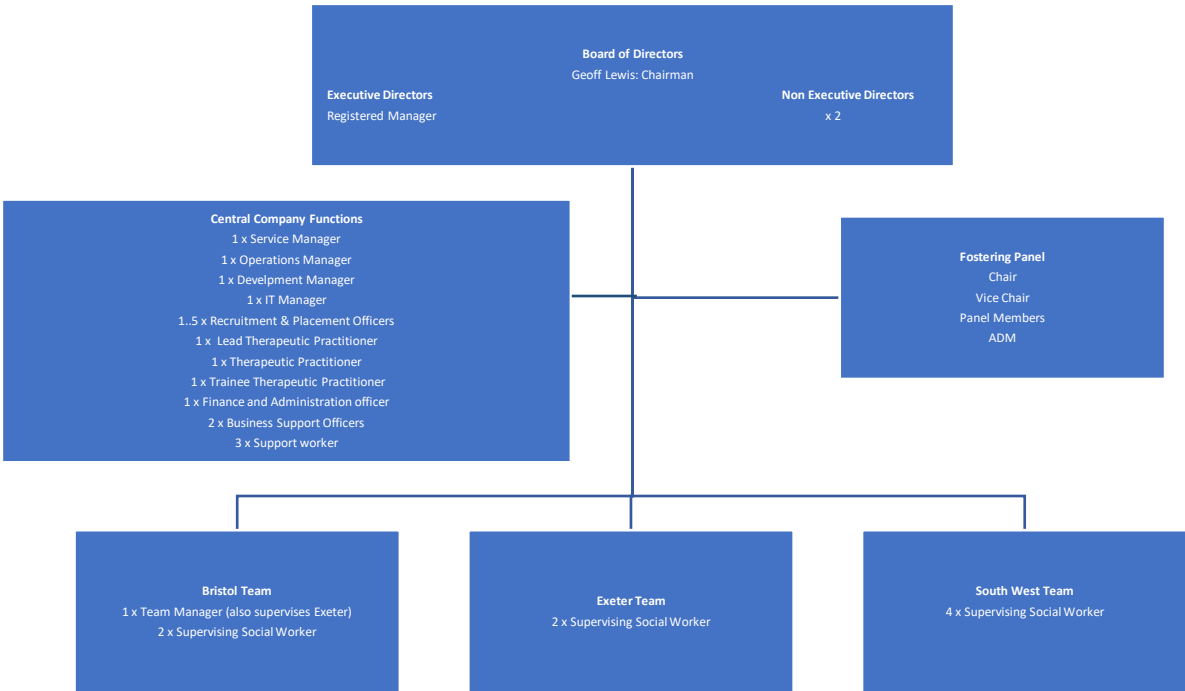 Board of Directors
Geoff Lewis: Chairman
Executive Directors
Non Executive Directors
Registered Manager
x 2
Central Company Functions
1 x Service Manager
1 x Operations Manager
1 x Develpment Manager
1 x IT Manager
1..5 x Recruitment & Placement Officers
1 x Lead Therapeutic Practitioner
1 x Therapeutic Practitioner
1 x Trainee Therapeutic Practitioner
1 x Finance and Administration officer
2 x Business Support Officers
3 x Support worker
Fostering Panel
Chair
Vice Chair
Panel Members
ADM
Bristol Team
1 x Team Manager (also supervises Exeter)
2 x Supervising Social Worker
Exeter Team
2 x Supervising Social Worker
South West Team
4 x Supervising Social Worker